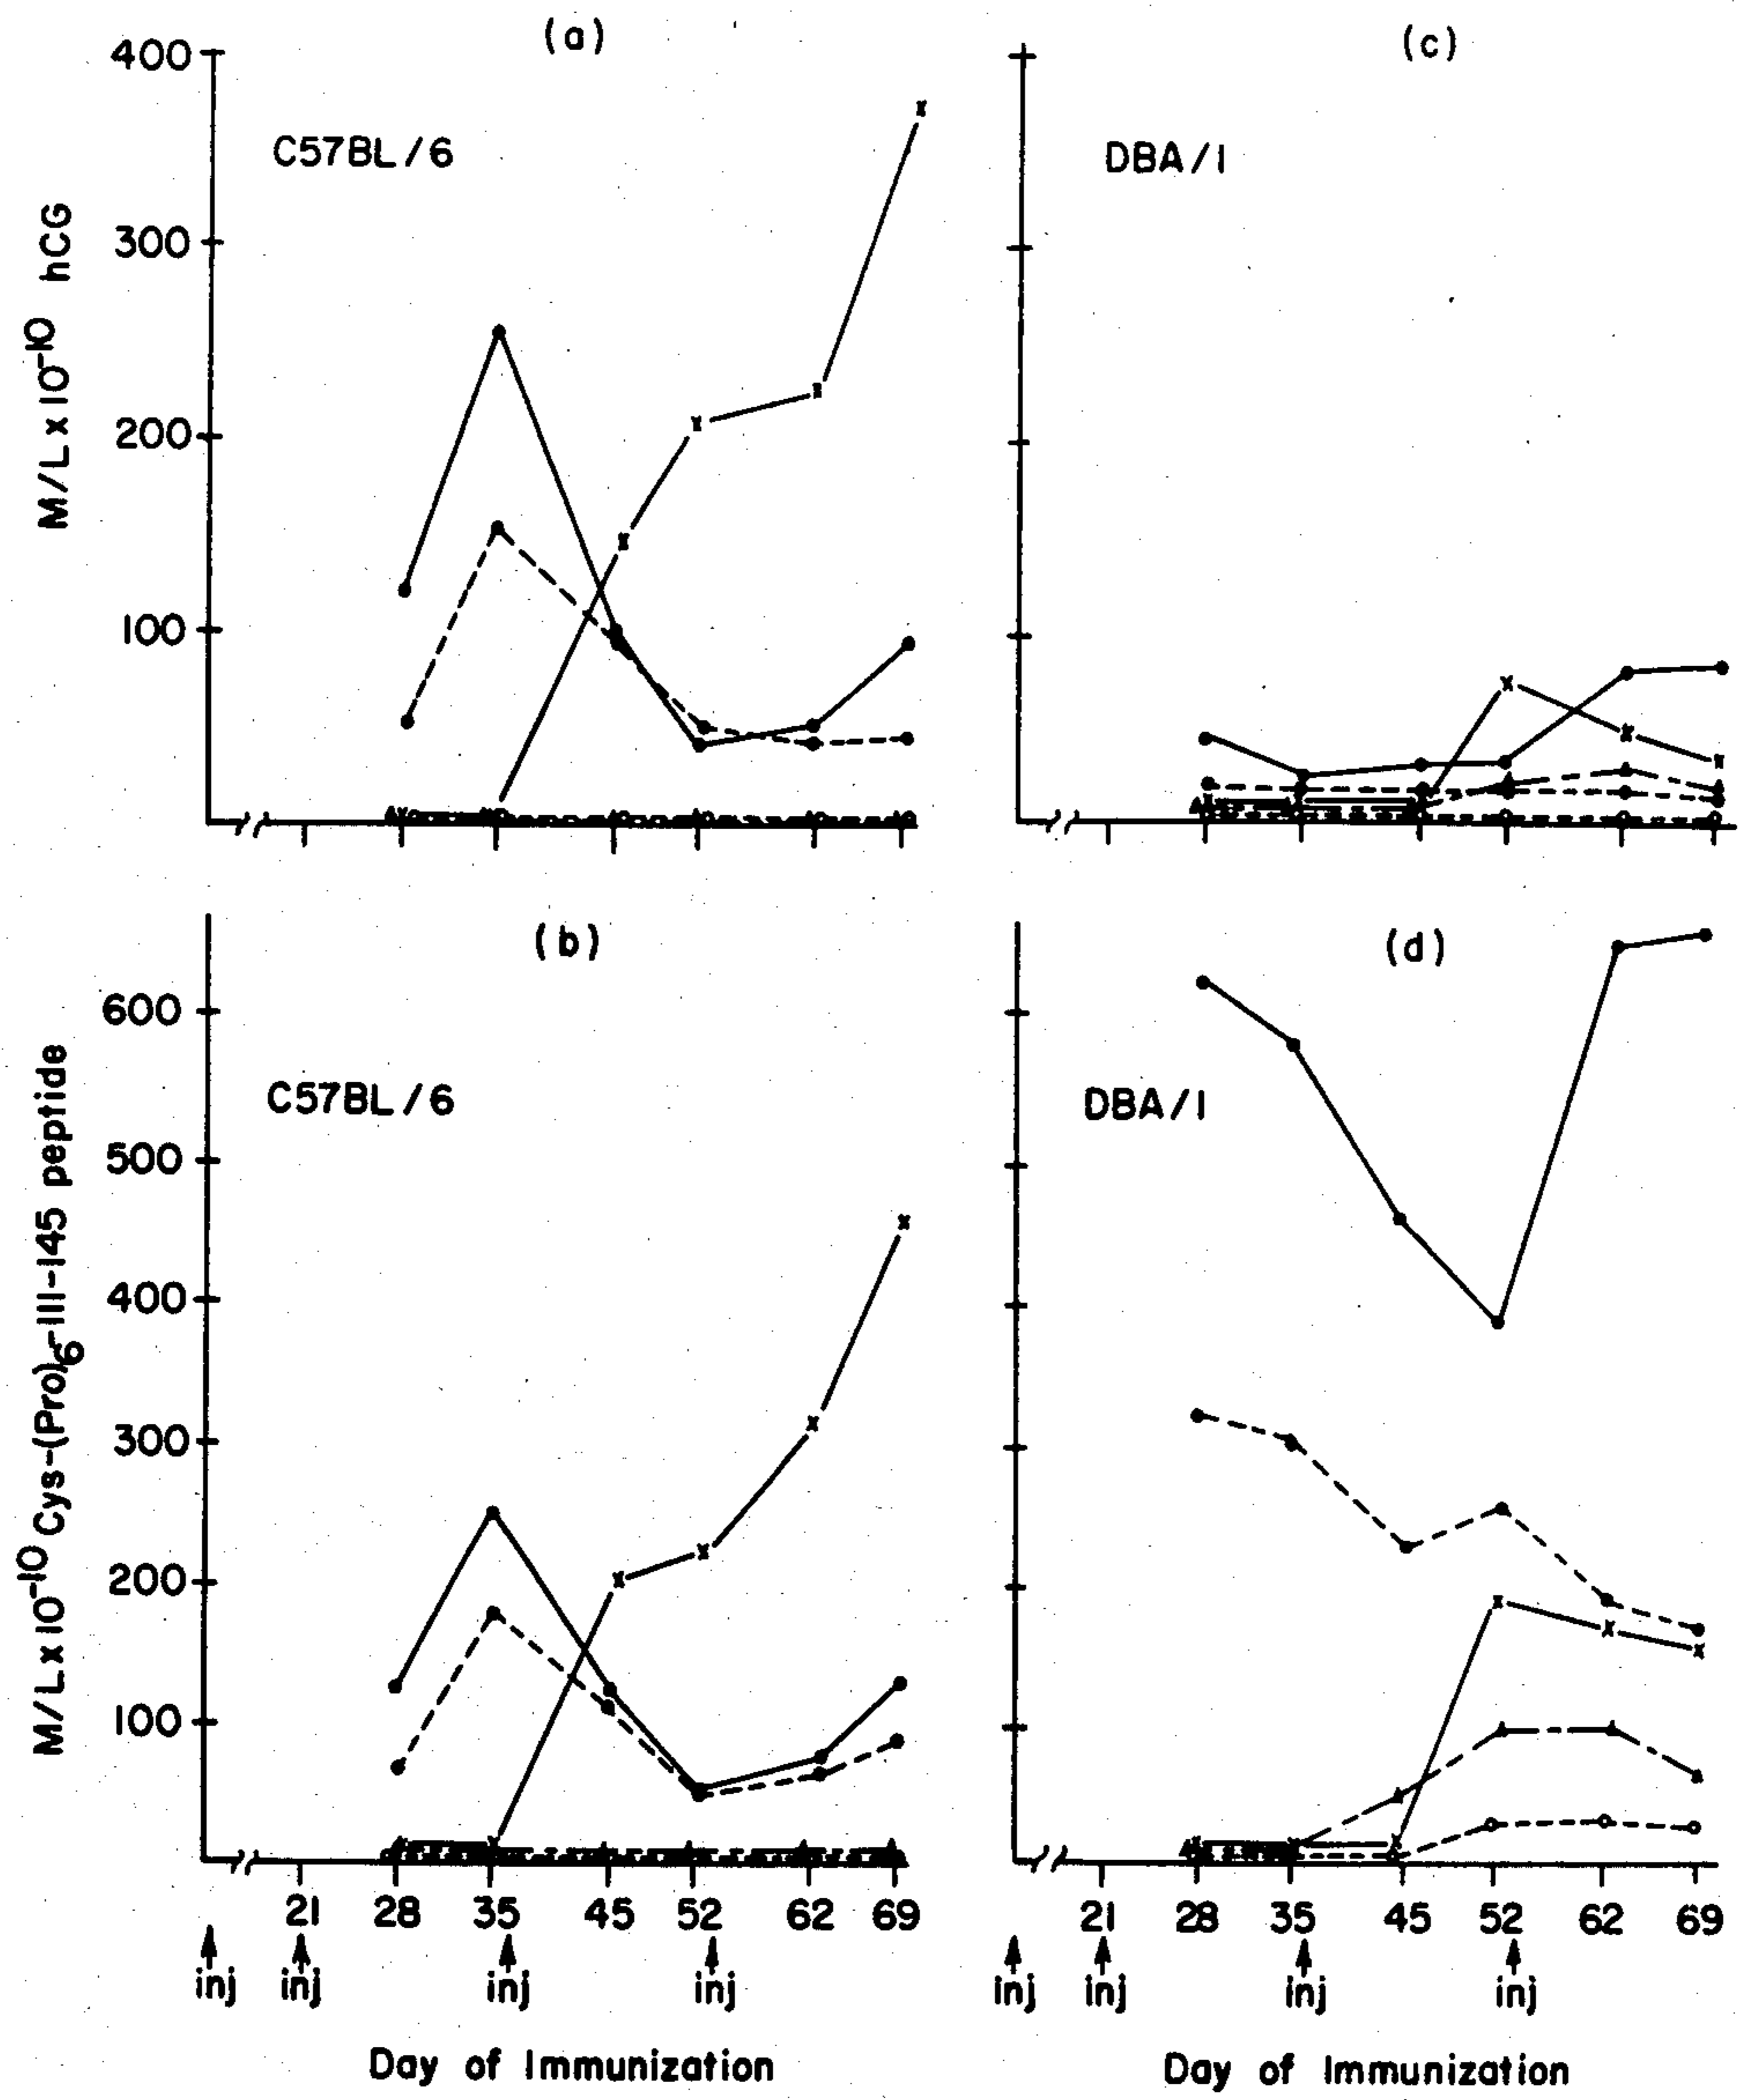 (a)
(c)
400
300
200
100
C57BL/6
DBA/1
M/L x 10⁻¹⁰ hCG
(b)
(d)
600
500
400
300
200
100
C57BL/6
DBA/1
M/L x 10⁻¹⁰ Cys-(Pro)₆-111-145 peptide
21 28 35 45 52 62 69
21 28 35 45 52 62 69
inj inj inj inj
inj inj inj inj
Day of Immunization
Day of Immunization